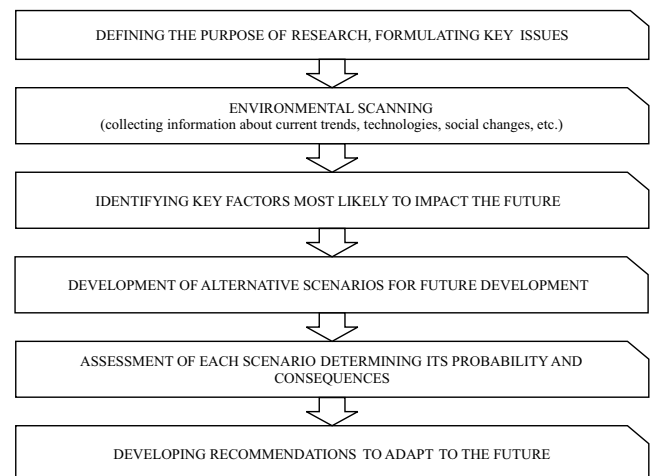 DEFINING THE PURPOSE OF RESEARCH, FORMULATING KEY ISSUES
ENVIRONMENTAL SCANNING
(collecting information about current trends, technologies, social changes, etc.)
IDENTIFYING KEY FACTORS MOST LIKELY TO IMPACT THE FUTURE
DEVELOPMENT OF ALTERNATIVE SCENARIOS FOR FUTURE DEVELOPMENT
ASSESSMENT OF EACH SCENARIO DETERMINING ITS PROBABILITY AND
CONSEQUENCES
DEVELOPING RECOMMENDATIONS TO ADAPT TO THE FUTURE